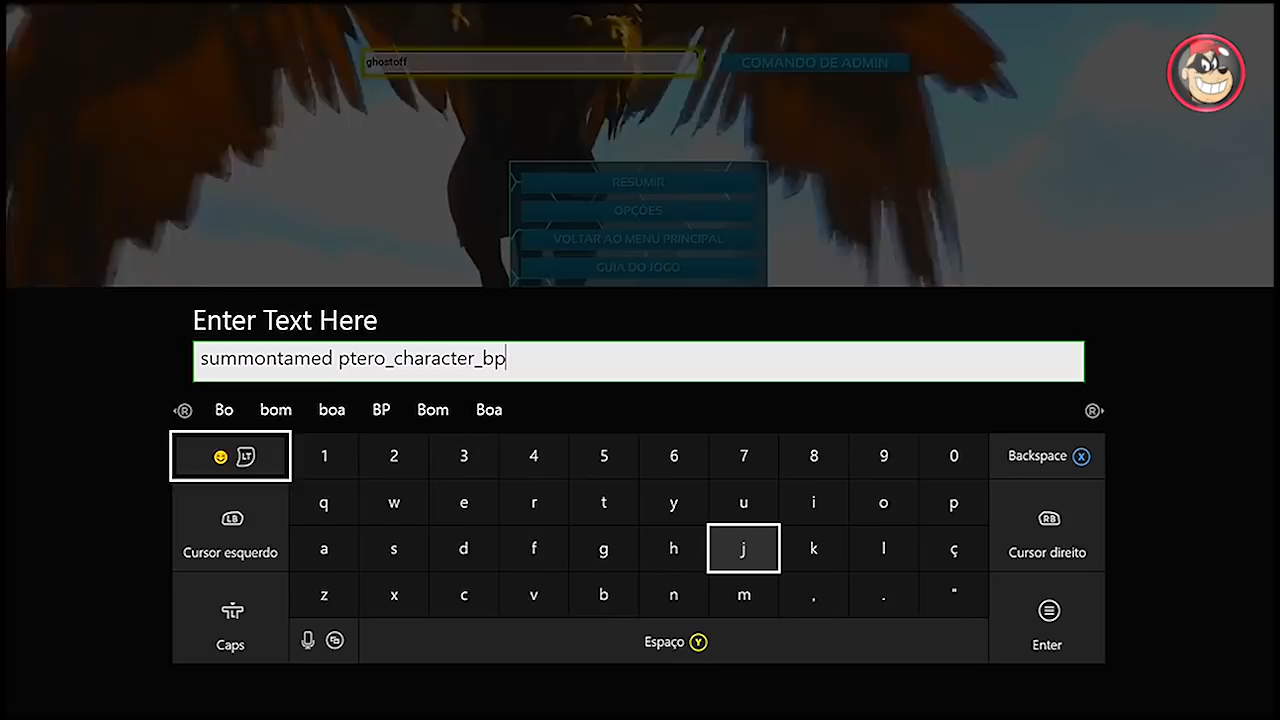 ghostoff
COMANDO DE ADMIN
RESUMIR
OPÇÕES
VOLTAR AO MENU PRINCIPAL
GUIA DO JOGO
Enter Text Here
summontamed ptero_character_bp
R Bo bom boa BP Bom Boa R
LT 1 2 3 4 5 6 7 8 9 0 Backspace X
q w e r t y u i o p
LB RB
Cursor esquerdo a s d f g h j k l ç Cursor direito
z x c v b n m , . "
LT
Caps Espaço Y Enter